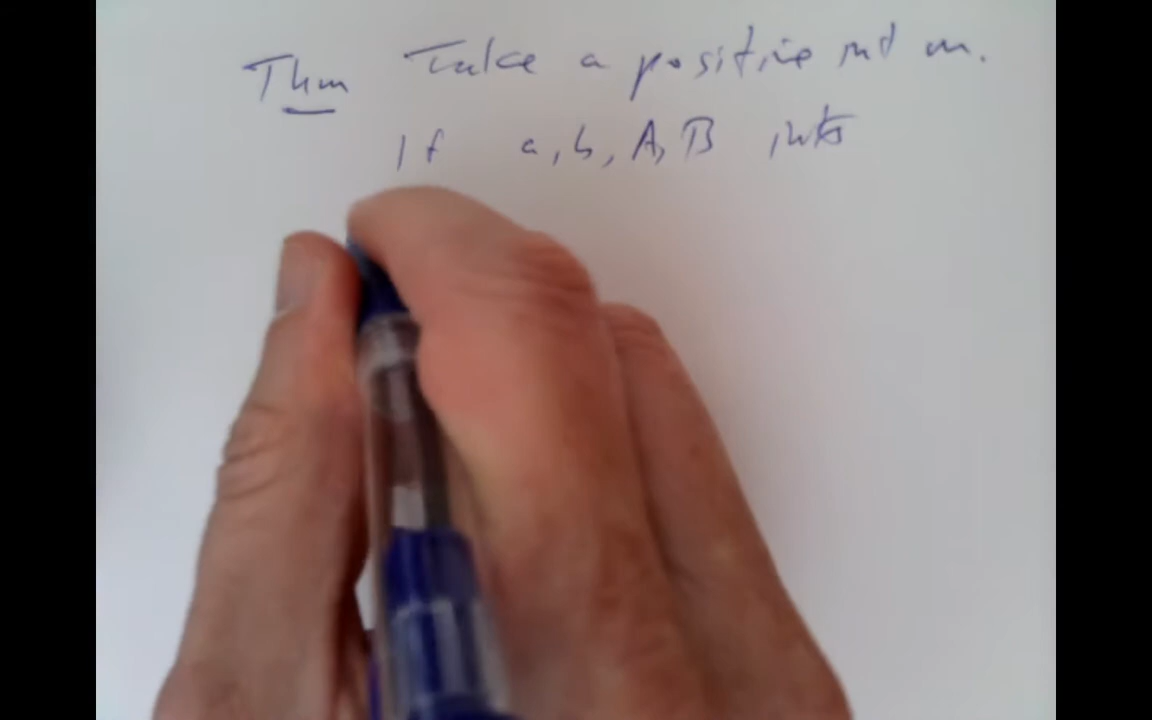 Thm Take a positive int m.
If a, b, A, B ints